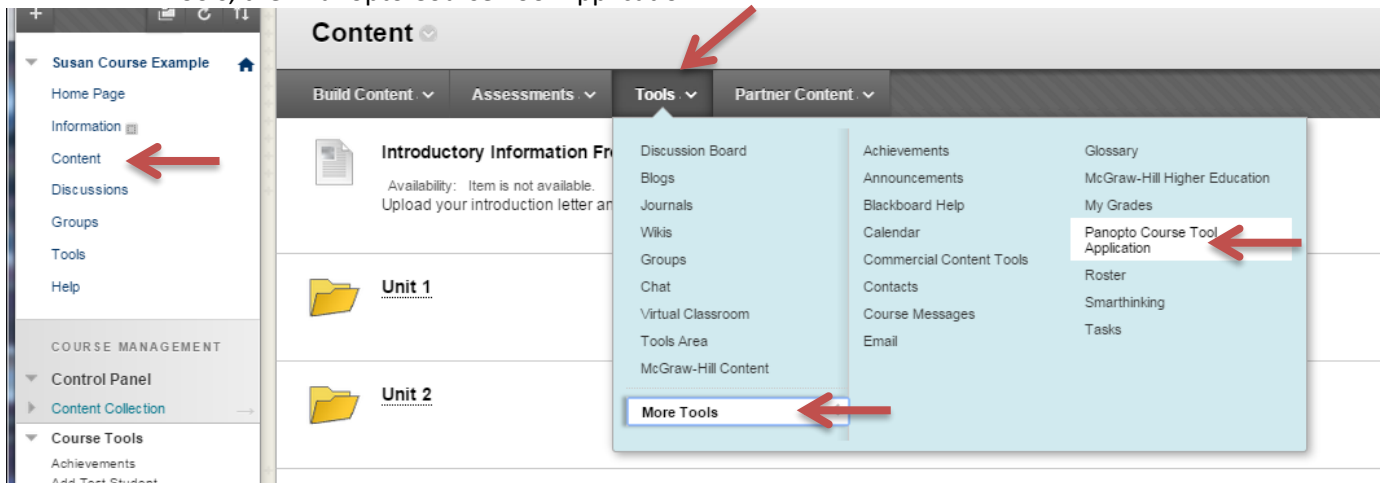 Susan Course Example
Home Page
Information
Content
Discussions
Groups
Tools
Help
COURSE MANAGEMENT
Control Panel
Content Collection
Course Tools
Achievements
Add Test Student
Content
Build Content
Assessments
Tools
Partner Content
Introductory Information Fr
Availability: Item is not available.
Upload your introduction letter an
Unit 1
Unit 2
Discussion Board
Blogs
Journals
Wikis
Groups
Chat
Virtual Classroom
Tools Area
McGraw-Hill Content
More Tools
Achievements
Announcements
Blackboard Help
Calendar
Commercial Content Tools
Contacts
Course Messages
Email
Glossary
McGraw-Hill Higher Education
My Grades
Panopto Course Tool
Application
Roster
Smarthinking
Tasks